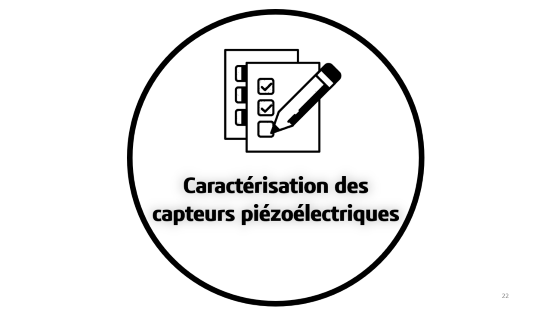 Caractérisation des
capteurs piézoélectriques
22